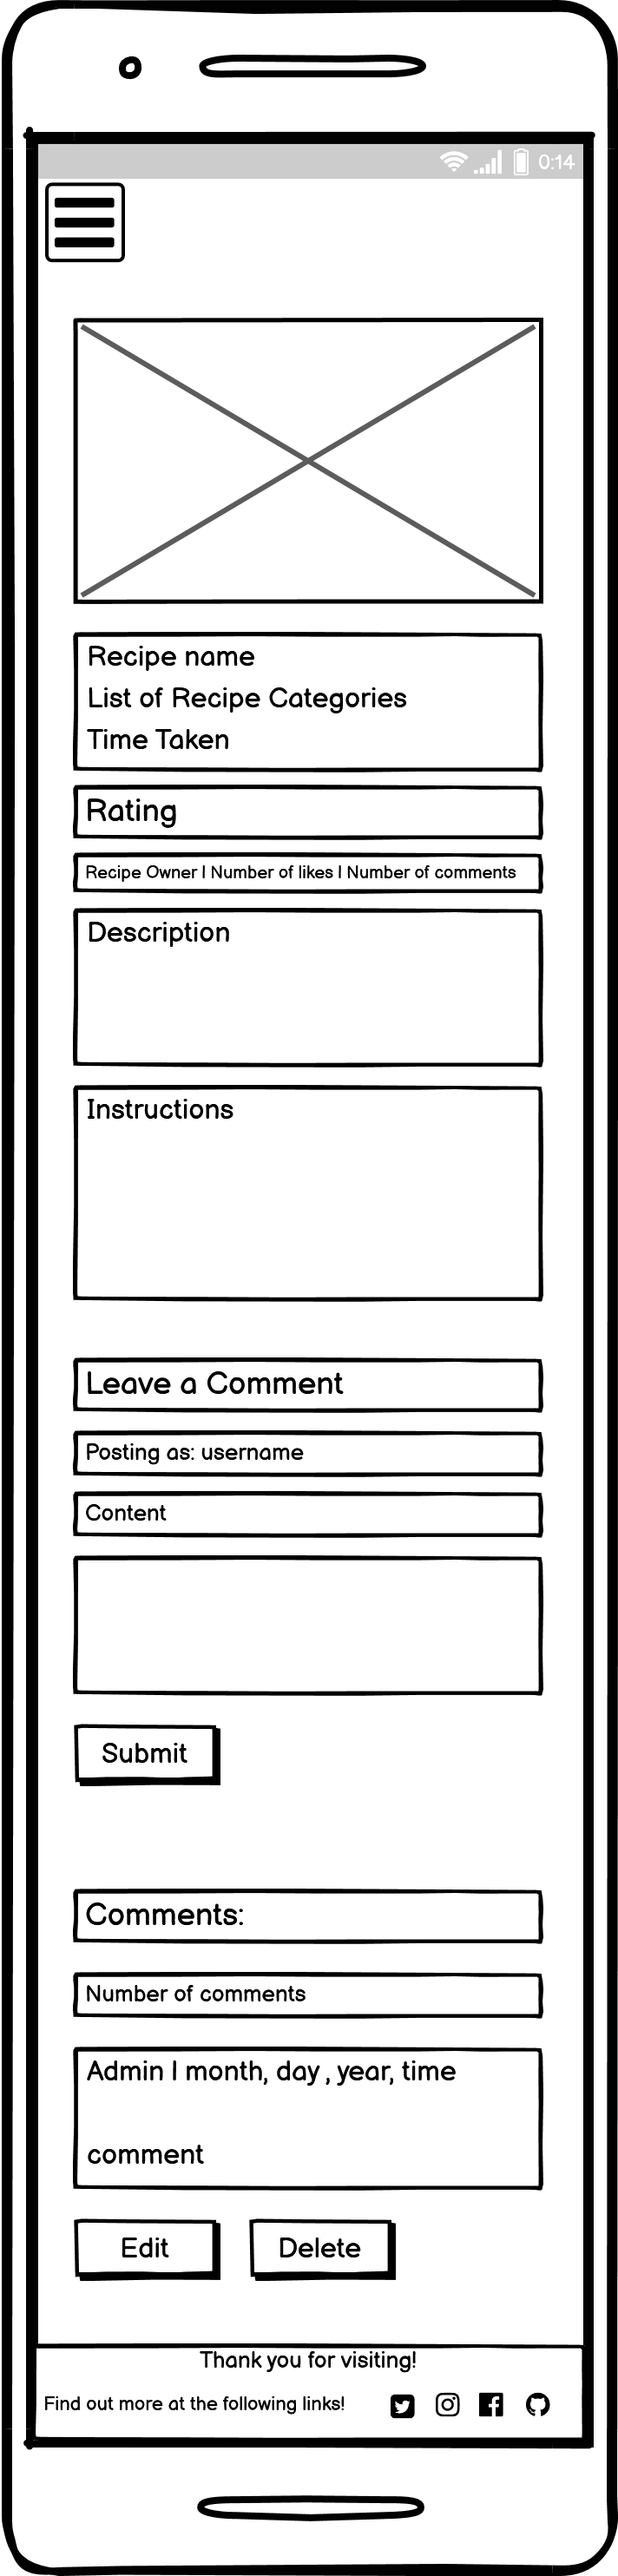 0:14
Recipe name
List of Recipe Categories
Time Taken
Rating
Recipe Owner | Number of likes | Number of comments
Description
Instructions
Leave a Comment
Posting as: username
Content
Submit
Comments:
Number of comments
Admin | month, day , year, time
comment
Edit
Delete
Thank you for visiting!
Find out more at the following links!